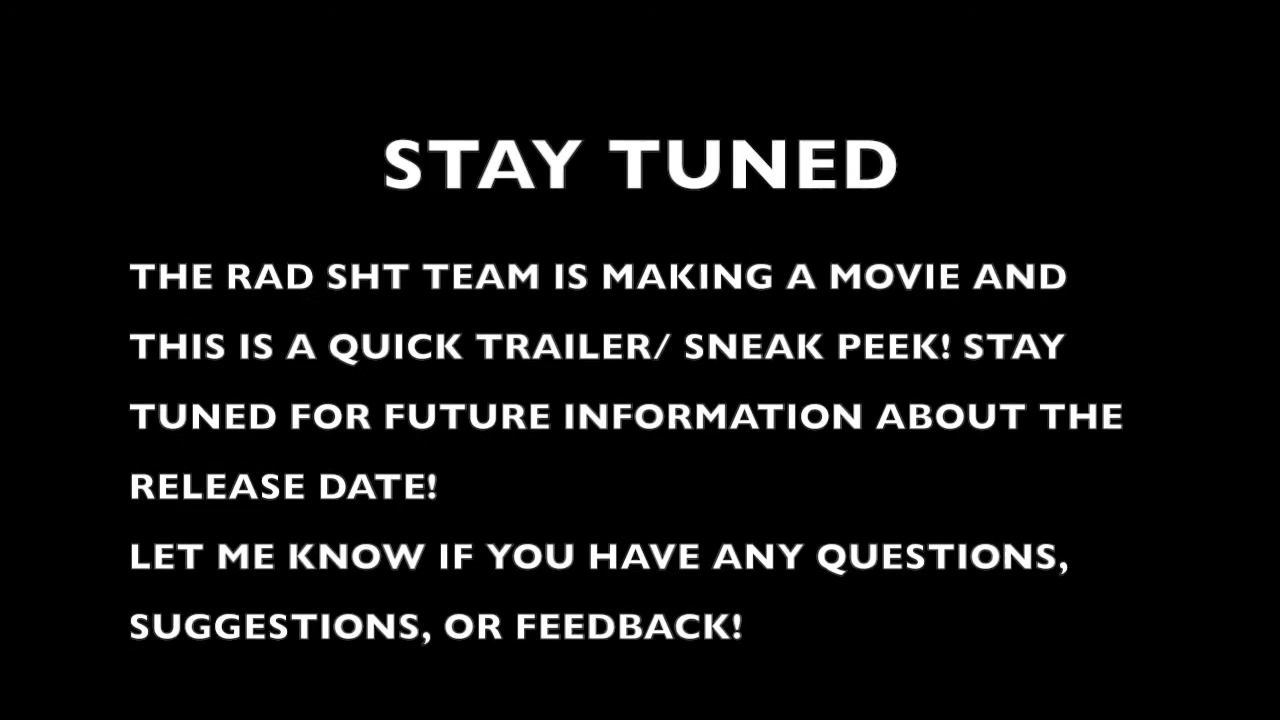 STAY TUNED
THE RAD SHT TEAM IS MAKING A MOVIE AND
THIS IS A QUICK TRAILER/ SNEAK PEEK! STAY
TUNED FOR FUTURE INFORMATION ABOUT THE
RELEASE DATE!
LET ME KNOW IF YOU HAVE ANY QUESTIONS,
SUGGESTIONS, OR FEEDBACK!